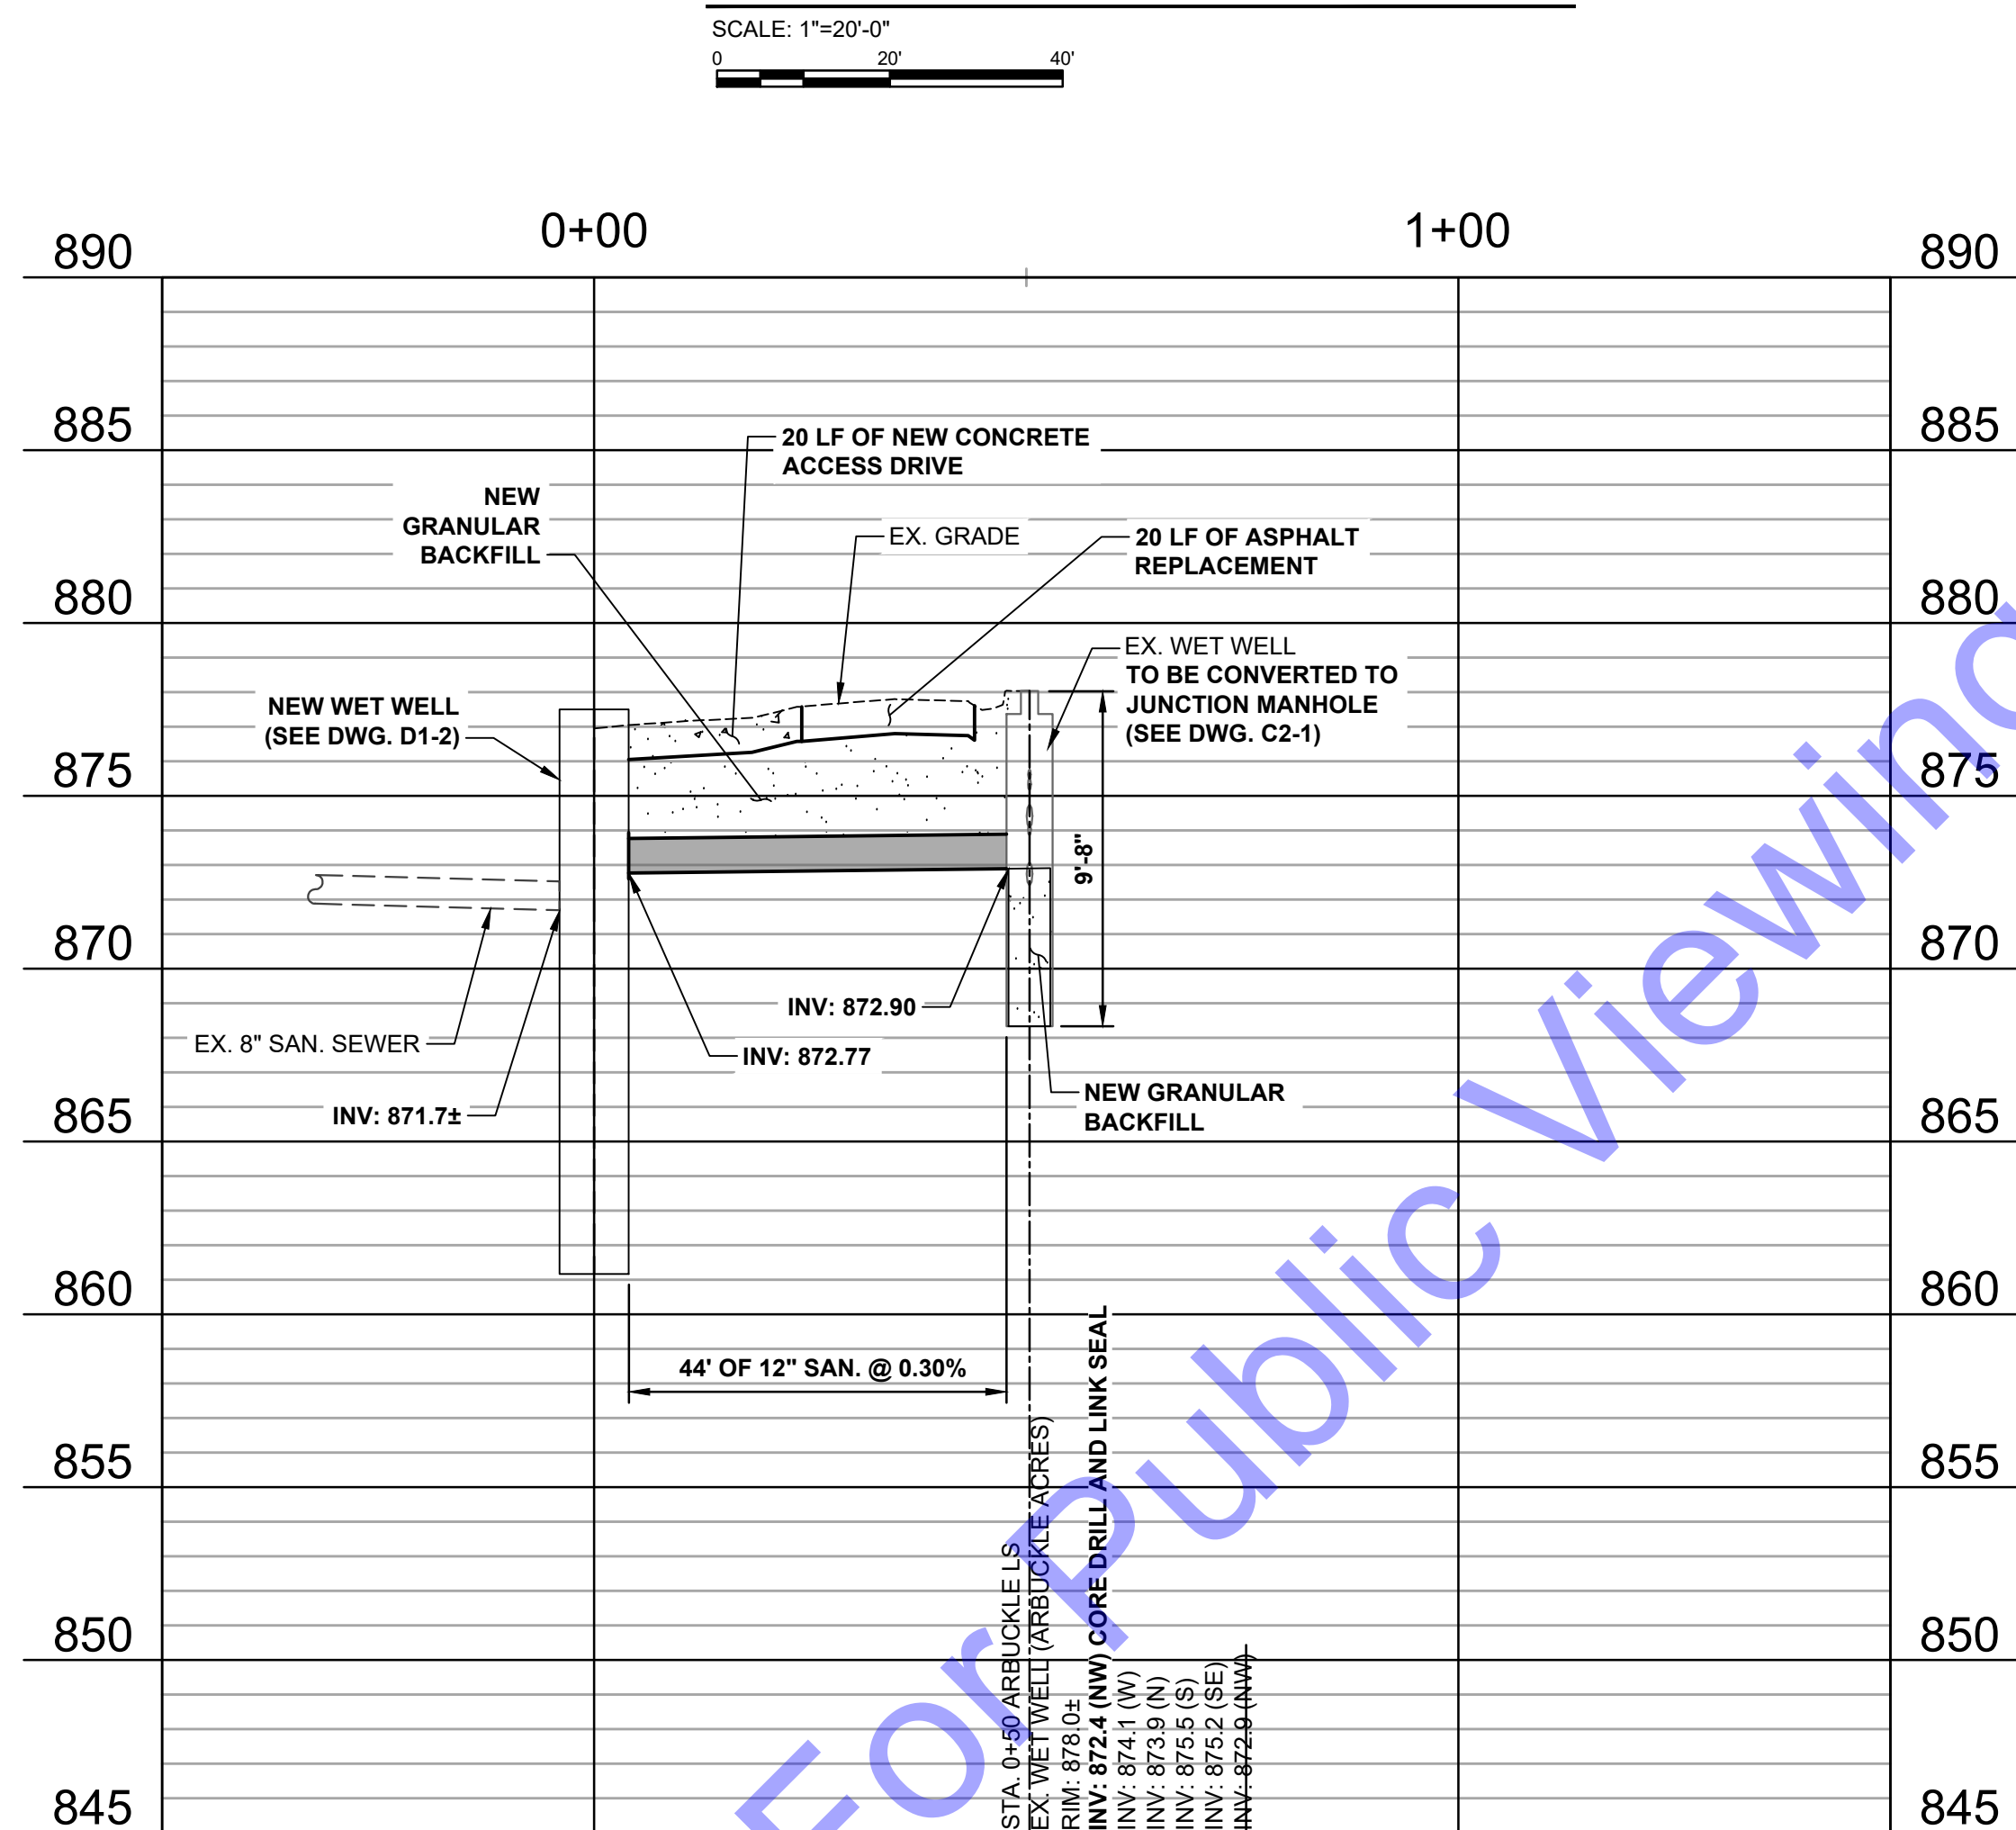 SCALE: 1"=20'-0"
0 20' 40'
0+00 1+00
890 890
885 885
20 LF OF NEW CONCRETE
ACCESS DRIVE
NEW
GRANULAR
BACKFILL
EX. GRADE
20 LF OF ASPHALT
REPLACEMENT
880 880
EX. WET WELL
TO BE CONVERTED TO
JUNCTION MANHOLE
(SEE DWG. C2-1)
NEW WET WELL
(SEE DWG. D1-2)
875 875
9'-8"
870 870
INV: 872.90
EX. 8" SAN. SEWER
INV: 872.77
NEW GRANULAR
BACKFILL
INV: 871.7±
865 865
860 860
44' OF 12" SAN. @ 0.30%
855 855
850 850
845 845
STA. 0+50 ARBUCKLE LS
EX. WET WELL (ARBUCKLE ACRES)
RIM: 878.0±
INV: 872.4 (NW) CORE DRILL AND LINK SEAL
INV: 874.1 (W)
INV: 873.9 (N)
INV: 875.5 (S)
INV: 875.2 (SE)
INV: 872.9 (NW)
For Public Viewing